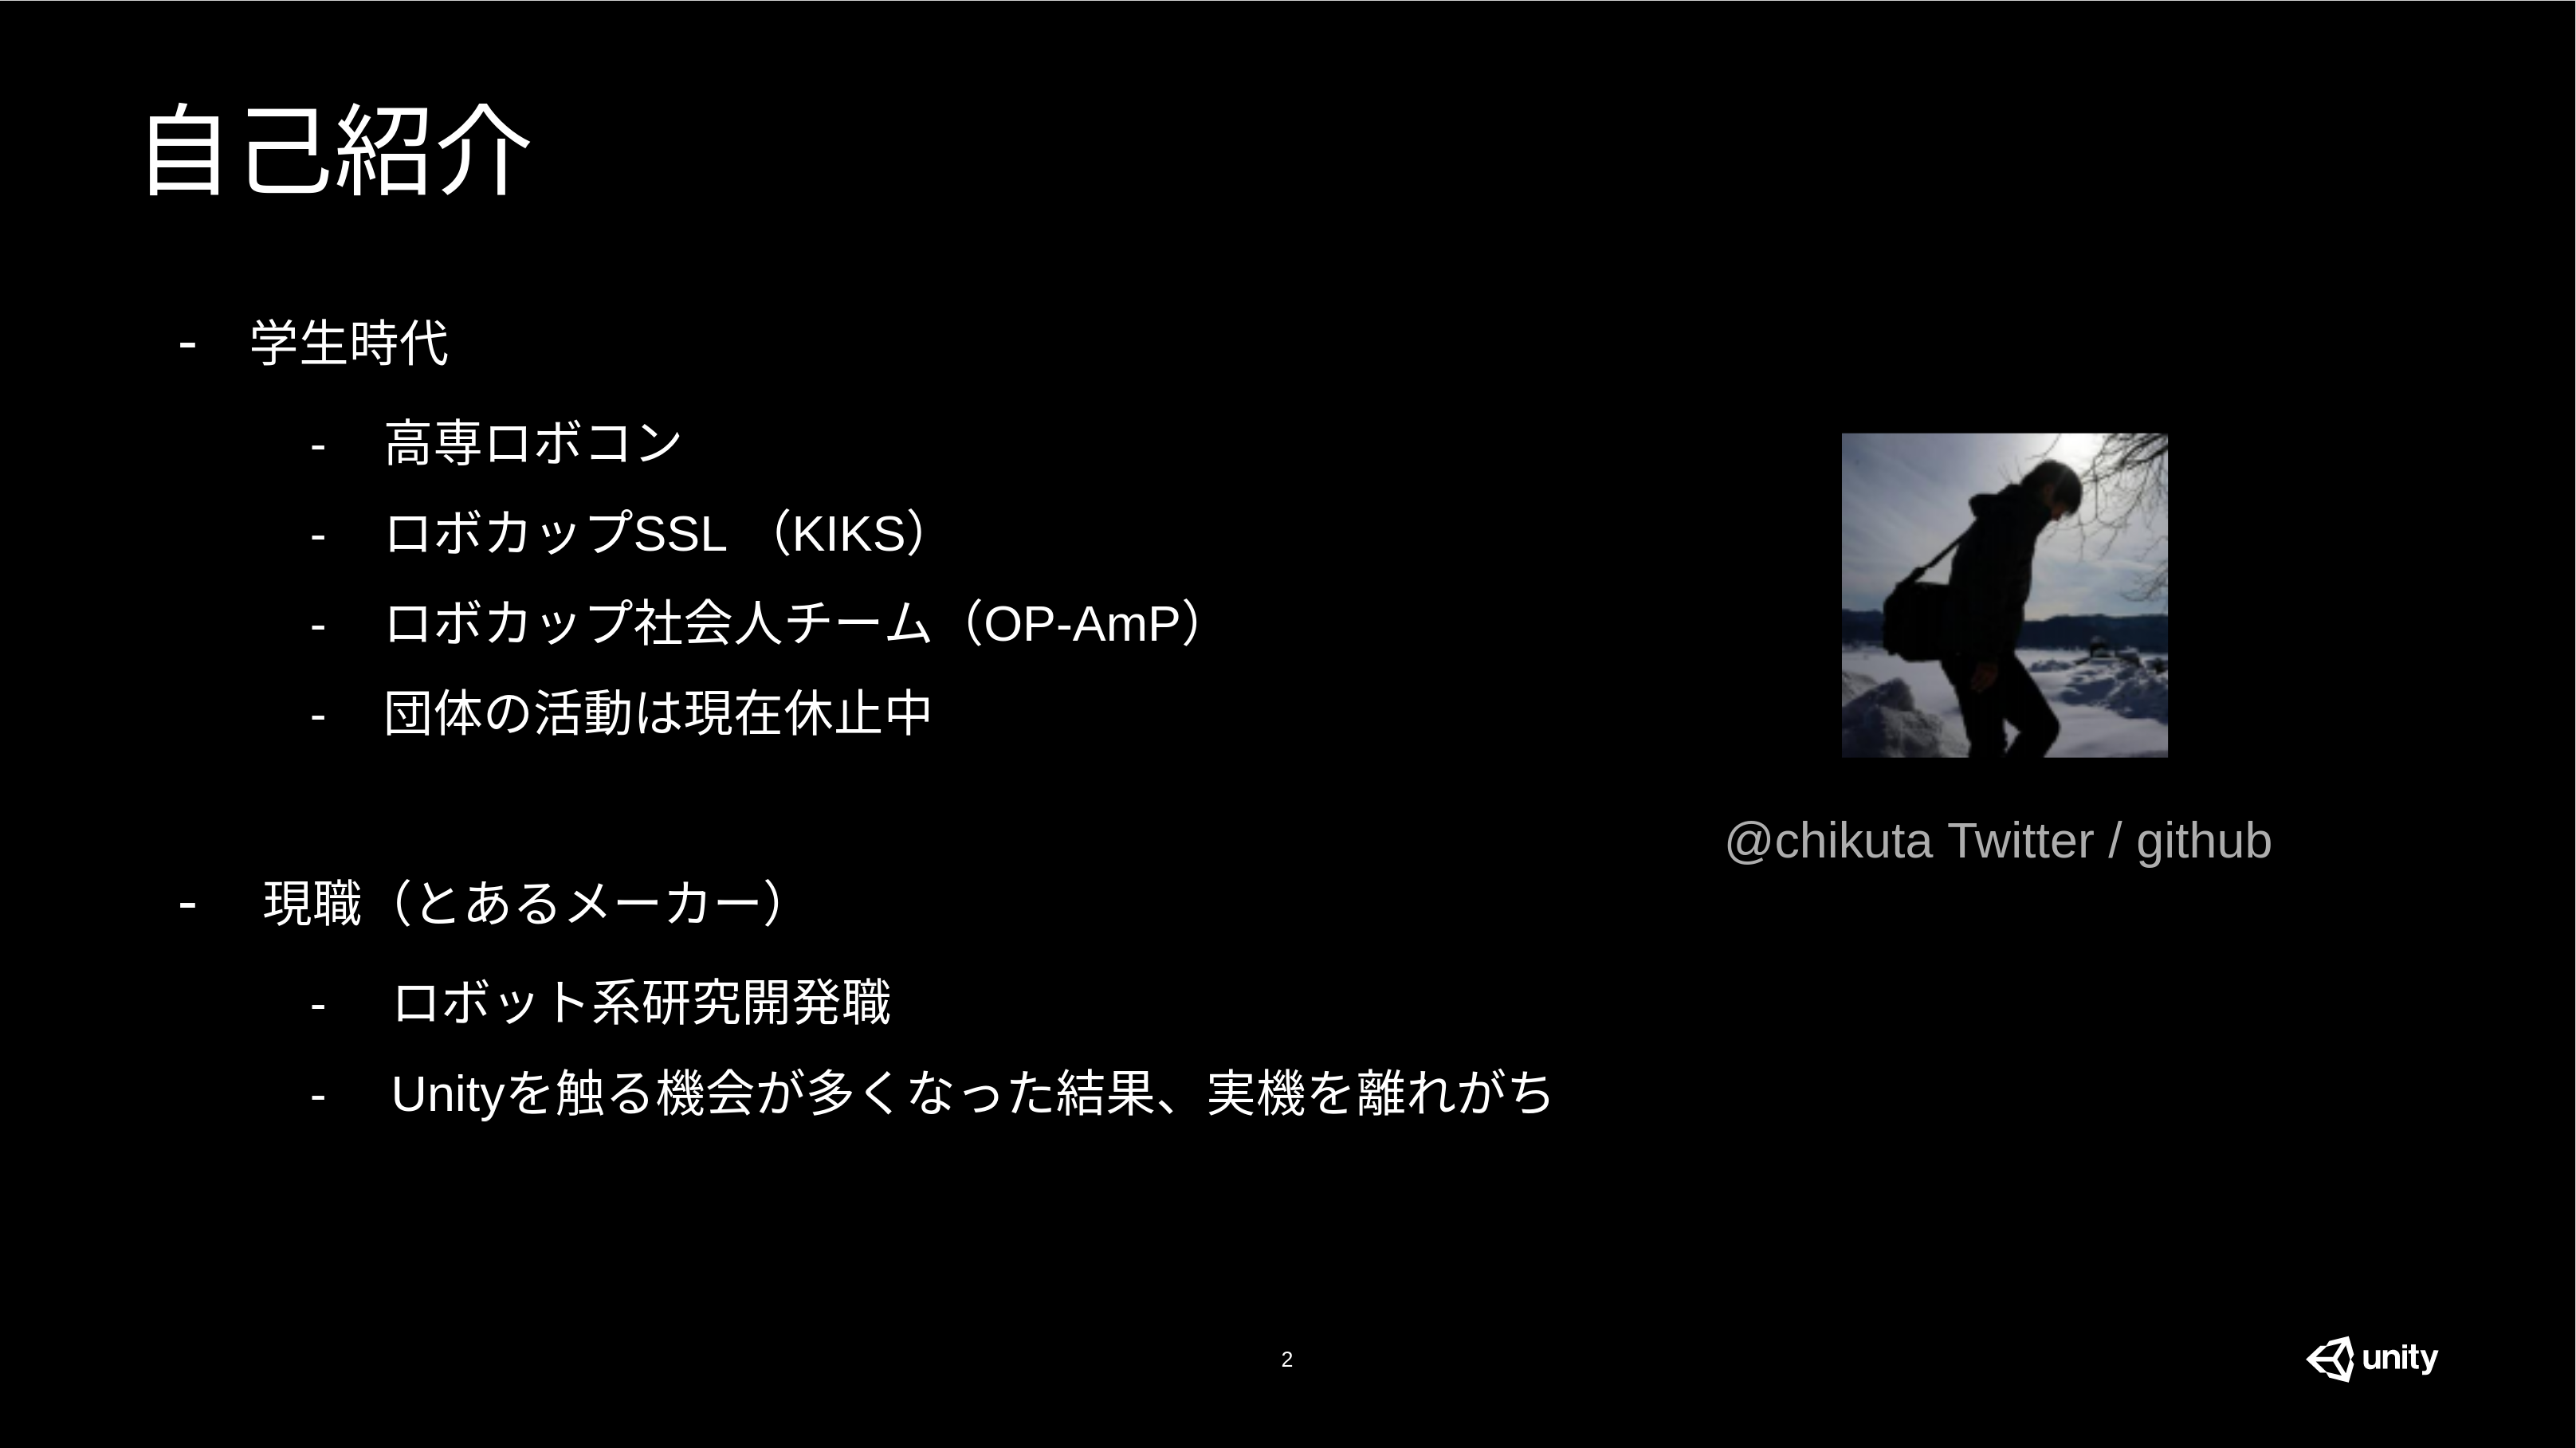 自己紹介
- 学生時代
- 高専ロボコン
- ロボカップSSL （KIKS）
- ロボカップ社会人チーム（OP-AmP）
- 団体の活動は現在休止中
@chikuta Twitter / github
- 現職（とあるメーカー）
- ロボット系研究開発職
- Unityを触る機会が多くなった結果、実機を離れがち
2
unity